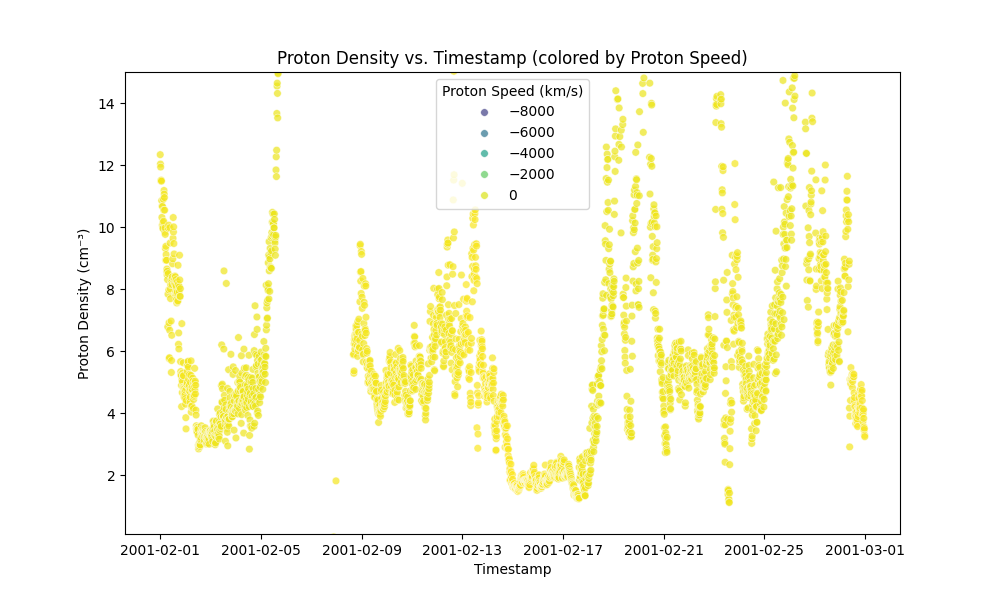 Proton Density vs. Timestamp (colored by Proton Speed)
Proton Density (cm⁻³)
14
12
10
8
6
4
2
Proton Speed (km/s)
−8000
−6000
−4000
−2000
0
2001-02-01 2001-02-05 2001-02-09 2001-02-13 2001-02-17 2001-02-21 2001-02-25 2001-03-01
Timestamp